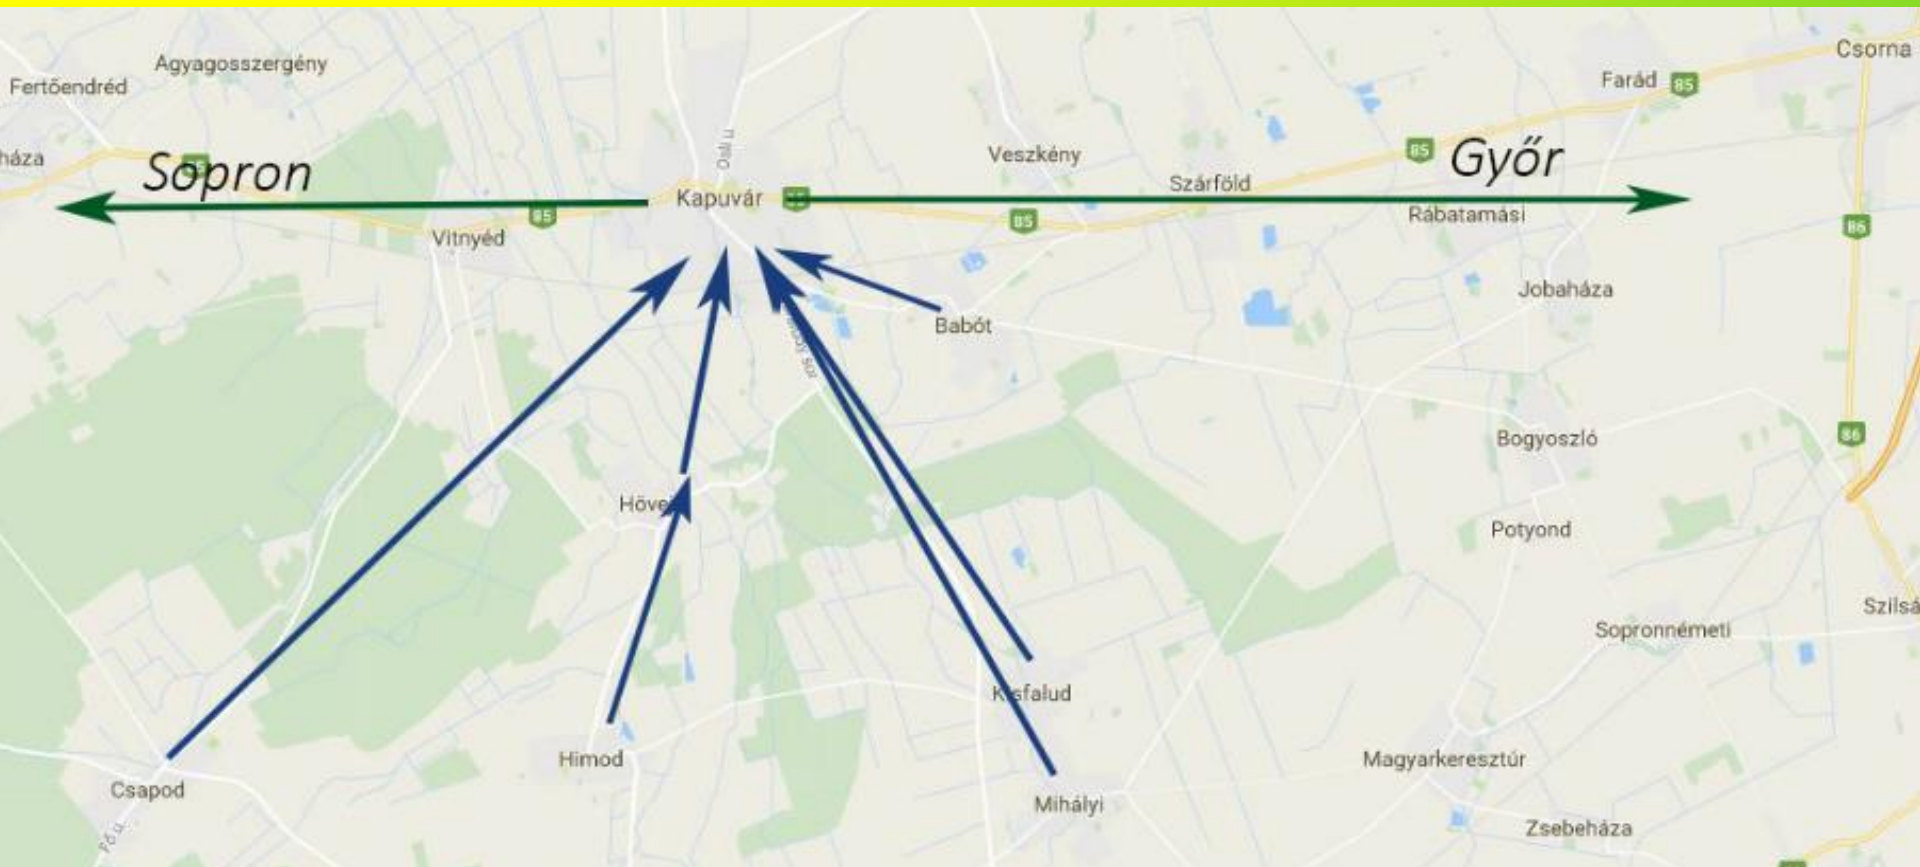 Csorna
Agyagosszergény
Farád
85
Fertőendréd
Veszkény
85
Győr
háza
Sopron
Szárföld
Kapuvár
Rábatamási
85
85
86
Vitnyéd
Jobaháza
Babót
86
Bogyoszló
Potyond
Szilsá
Sopronnémeti
Kisfalud
Himod
Magyarkeresztúr
Csapod
Mihályi
Zsebeháza
Fő u.